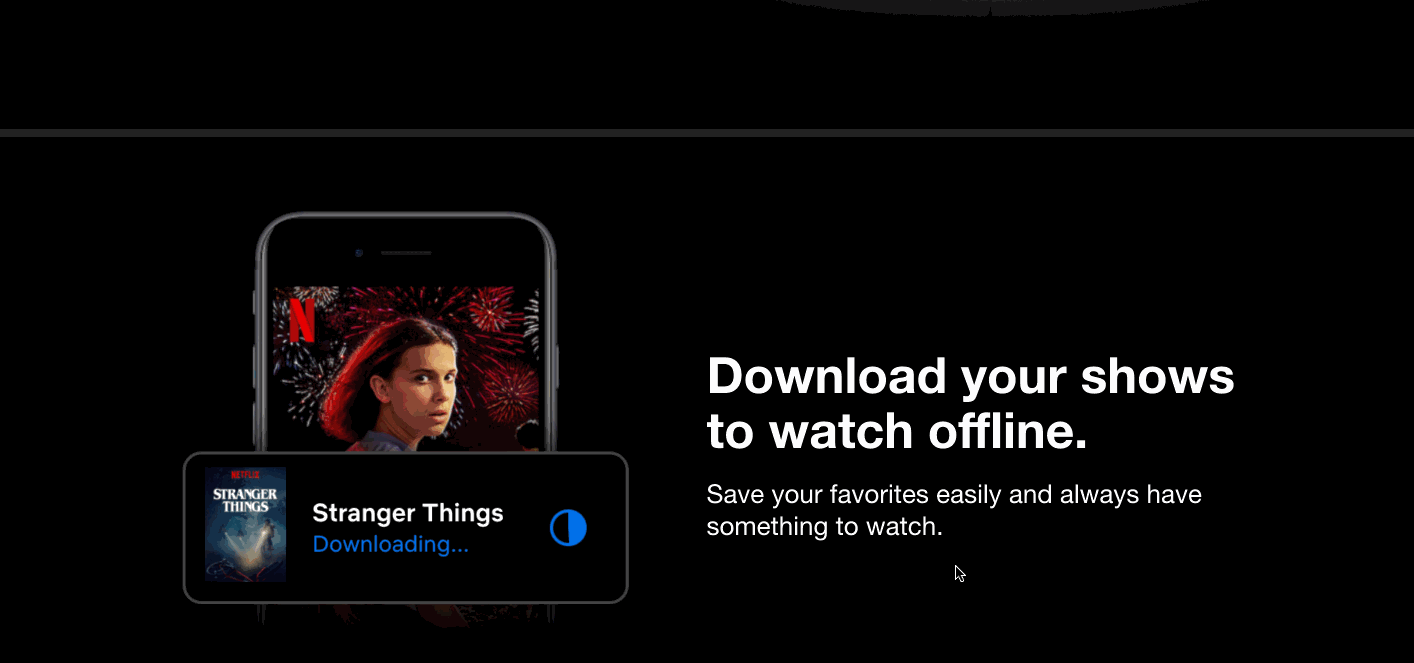 N
NETFLIX
STRANGER
THINGS
Stranger Things
Downloading...
Download your shows
to watch offline.
Save your favorites easily and always have
something to watch.